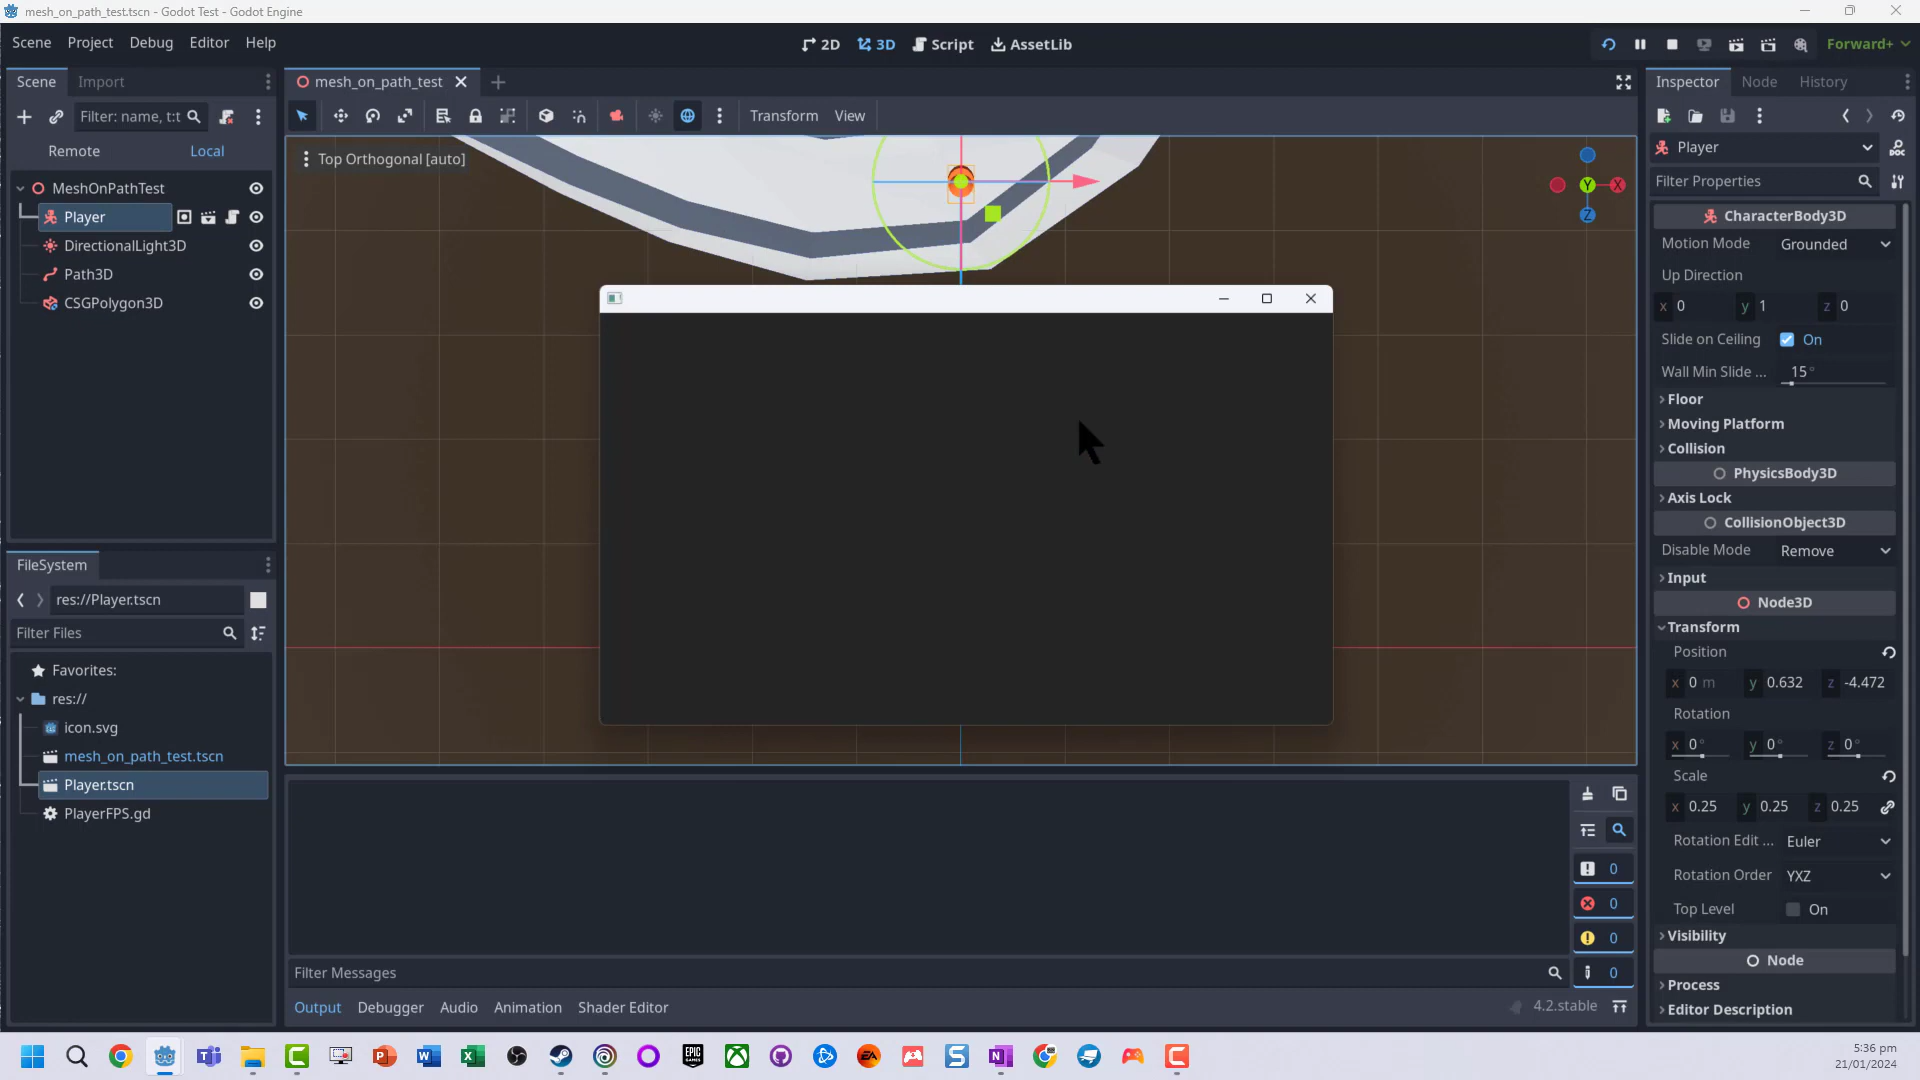 mesh_on_path_test.tscn - Godot Test - Godot Engine
Scene Project Debug Editor Help
2D 3D Script AssetLib
Forward+
Scene Import
mesh_on_path_test
Inspector Node History
Filter: name, t:t
Transform View
Remote Local
Player
Top Orthogonal [auto]
Filter Properties
MeshOnPathTest
Player
DirectionalLight3D
Path3D
CSGPolygon3D
Y X Z
CharacterBody3D
Motion Mode Grounded
Up Direction
x 0 y 1 z 0
Slide on Ceiling On
Wall Min Slide ... 15°
Floor
Moving Platform
Collision
PhysicsBody3D
Axis Lock
CollisionObject3D
Disable Mode Remove
Input
Node3D
Transform
Position
x 0 m y 0.632 z -4.472
Rotation
x 0° y 0° z 0°
Scale
x 0.25 y 0.25 z 0.25
Rotation Edit ... Euler
Rotation Order YXZ
Top Level On
Visibility
Node
Process
Editor Description
FileSystem
res://Player.tscn
Filter Files
Favorites:
res://
icon.svg
mesh_on_path_test.tscn
Player.tscn
PlayerFPS.gd
0
0
0
0
Filter Messages
Output Debugger Audio Animation Shader Editor
4.2.stable
5:36 pm
21/01/2024